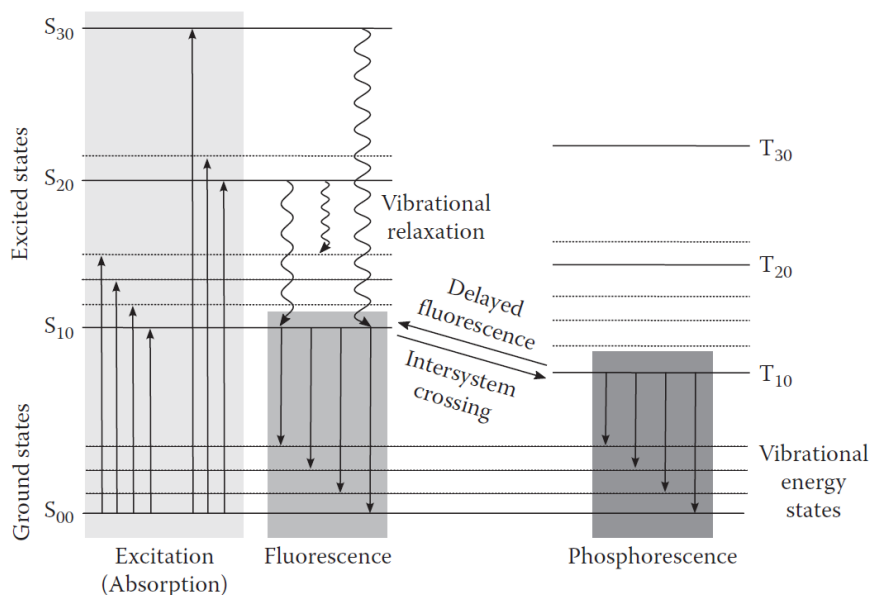 S30
S20
S10
S00
Excited states
Ground states
Vibrational
relaxation
Delayed
fluorescence
Intersystem
crossing
T30
T20
T10
Vibrational
energy
states
Excitation
(Absorption)
Fluorescence
Phosphorescence